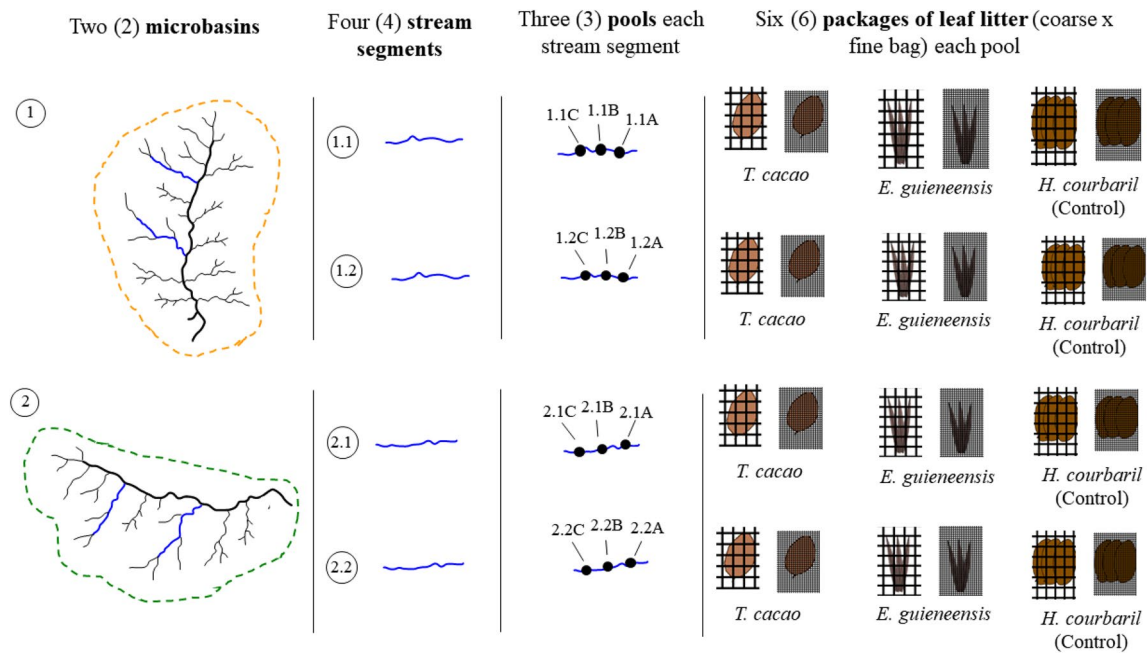 Two (2) microbasins
Four (4) stream
segments
Three (3) pools each
stream segment
Six (6) packages of leaf litter (coarse x
fine bag) each pool
1
1.1
1.1C
1.1B
1.1A
T. cacao
E. guieneensis
H. courbaril
(Control)
1.2
1.2C
1.2B
1.2A
T. cacao
E. guieneensis
H. courbaril
(Control)
2
2.1
2.1C
2.1B
2.1A
T. cacao
E. guieneensis
H. courbaril
(Control)
2.2
2.2C
2.2B
2.2A
T. cacao
E. guieneensis
H. courbaril
(Control)